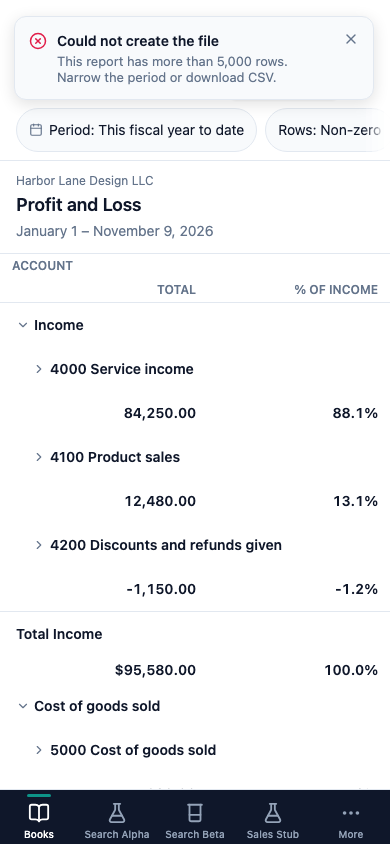 Could not create the file
This report has more than 5,000 rows.
Narrow the period or download CSV.
Period: This fiscal year to date
Rows: Non-zero
Harbor Lane Design LLC
Profit and Loss
January 1 – November 9, 2026
ACCOUNT
TOTAL % OF INCOME
Income
4000 Service income
84,250.00 88.1%
4100 Product sales
12,480.00 13.1%
4200 Discounts and refunds given
-1,150.00 -1.2%
Total Income
$95,580.00 100.0%
Cost of goods sold
5000 Cost of goods sold
Books Search Alpha Search Beta Sales Stub More